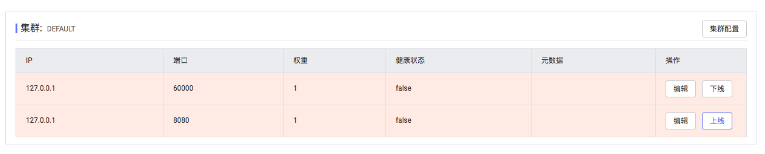 集群: DEFAULT 集群配置
IP 端口 权重 健康状态 元数据 操作
127.0.0.1 60000 1 false 编辑 下线
127.0.0.1 8080 1 false 编辑 上线